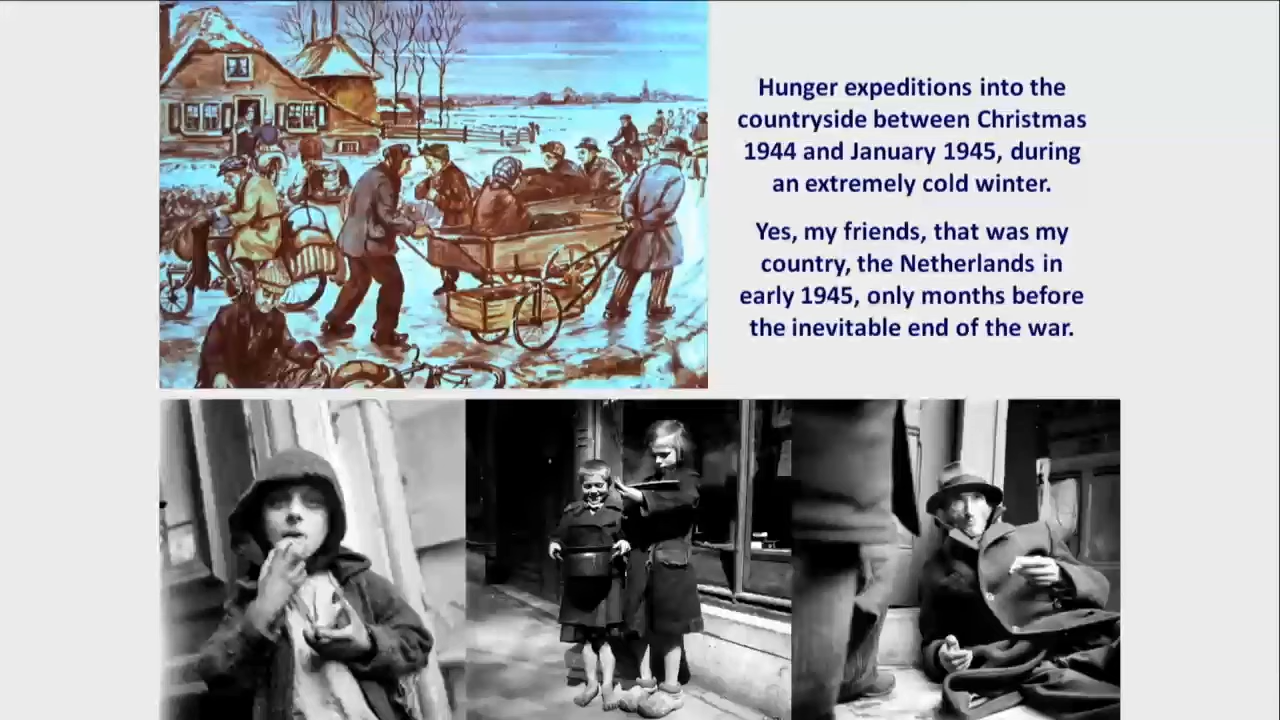 Hunger expeditions into the
countryside between Christmas
1944 and January 1945, during
an extremely cold winter.
Yes, my friends, that was my
country, the Netherlands in
early 1945, only months before
the inevitable end of the war.